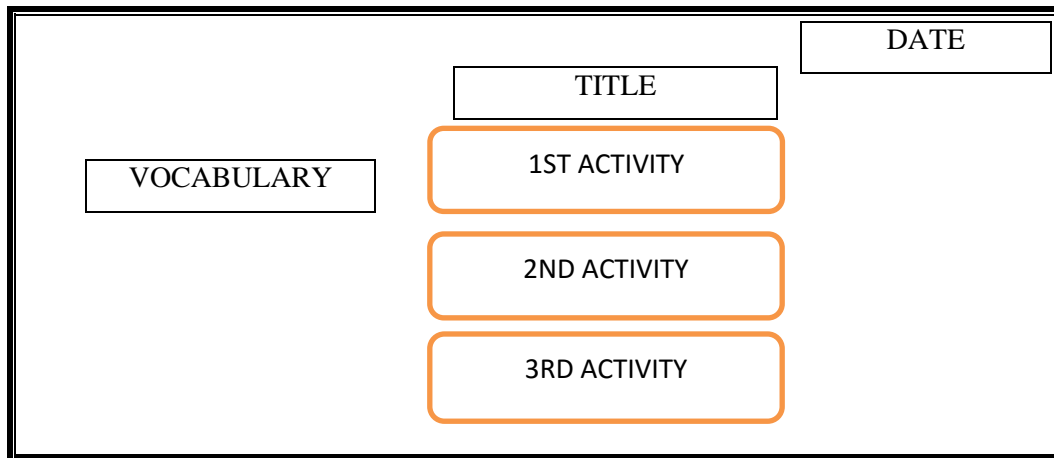 DATE
TITLE
VOCABULARY
1ST ACTIVITY
2ND ACTIVITY
3RD ACTIVITY